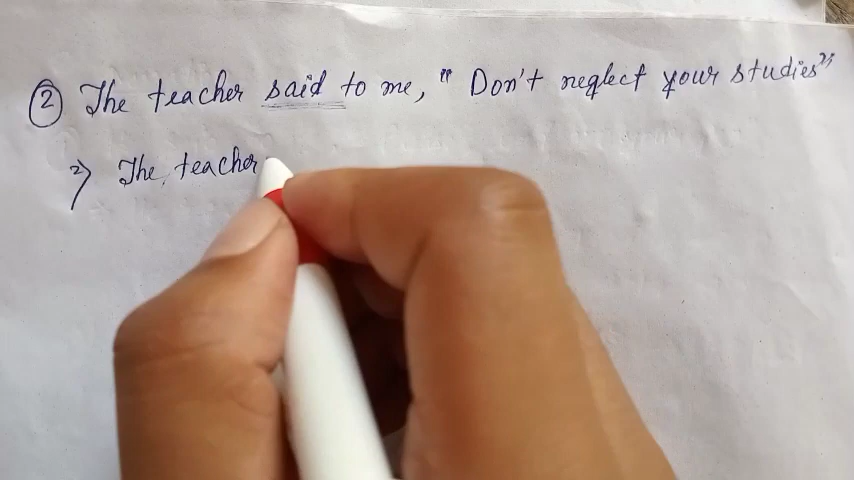 ② The teacher said to me, " Don't neglect your studies"
⇒ The teacher